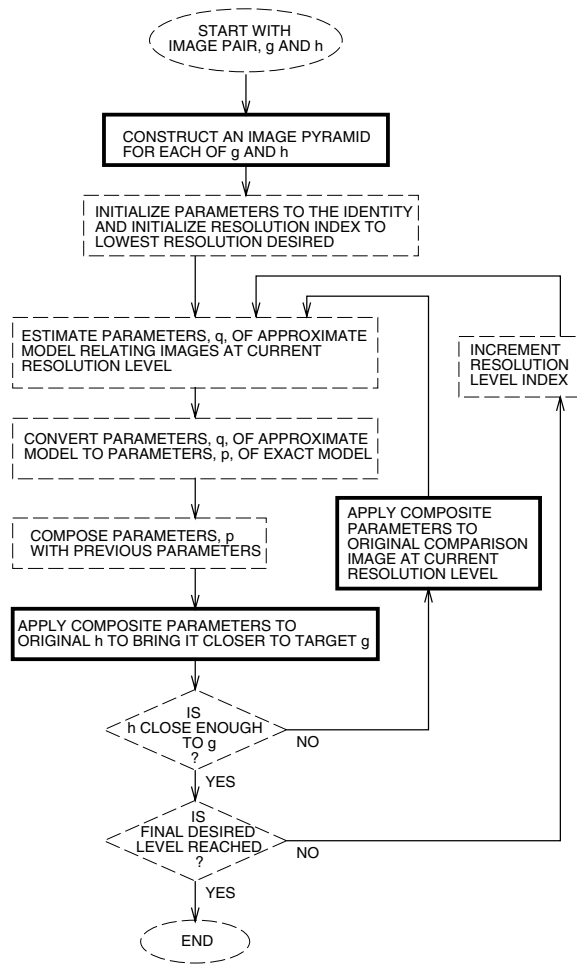 START WITH
IMAGE PAIR, g AND h
CONSTRUCT AN IMAGE PYRAMID
FOR EACH OF g AND h
INITIALIZE PARAMETERS TO THE IDENTITY
AND INITIALIZE RESOLUTION INDEX TO
LOWEST RESOLUTION DESIRED
ESTIMATE PARAMETERS, q, OF APPROXIMATE
MODEL RELATING IMAGES AT CURRENT
RESOLUTION LEVEL
INCREMENT
RESOLUTION
LEVEL INDEX
CONVERT PARAMETERS, q, OF APPROXIMATE
MODEL TO PARAMETERS, p, OF EXACT MODEL
COMPOSE PARAMETERS, p
WITH PREVIOUS PARAMETERS
APPLY COMPOSITE
PARAMETERS TO
ORIGINAL COMPARISON
IMAGE AT CURRENT
RESOLUTION LEVEL
APPLY COMPOSITE PARAMETERS TO
ORIGINAL h TO BRING IT CLOSER TO TARGET g
IS
h CLOSE ENOUGH
TO g
?
NO
YES
IS
FINAL DESIRED
LEVEL REACHED
?
NO
YES
END